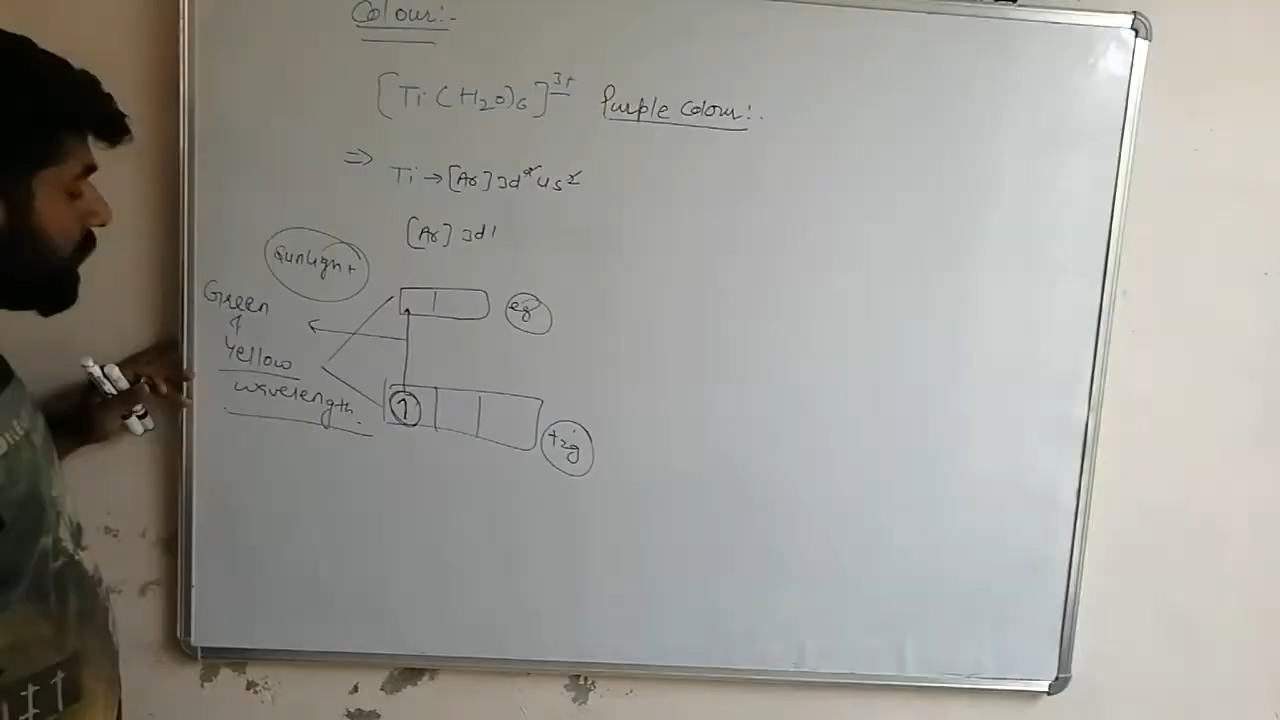 Colour:-
[Ti(H2O)6]3+ Purple Colour:.
⇒ Ti → [Ar] 3d2 4s2
[Ar] 3d1
Sunlight
eg
Green
&
Yellow
wavelength.
1
t2g